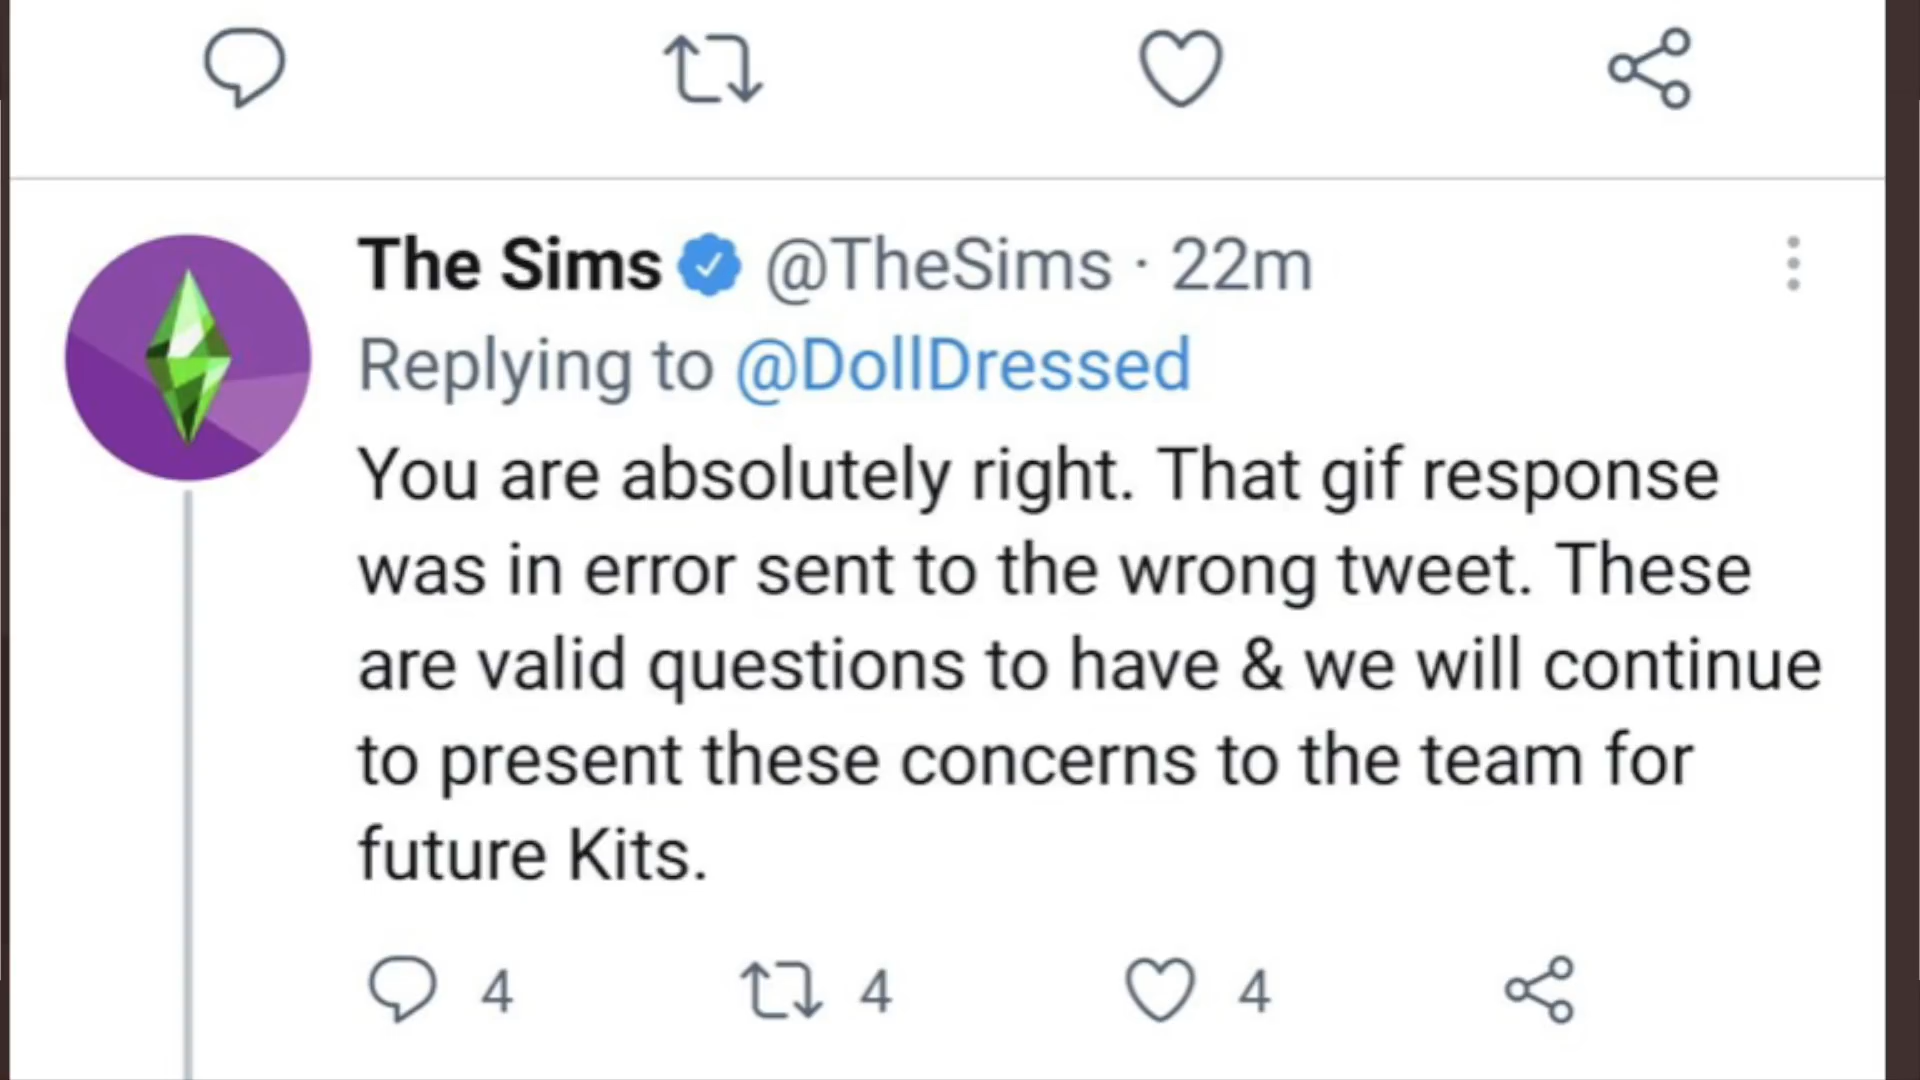 The Sims @TheSims · 22m
Replying to @DollDressed
You are absolutely right. That gif response
was in error sent to the wrong tweet. These
are valid questions to have & we will continue
to present these concerns to the team for
future Kits.
4 4 4